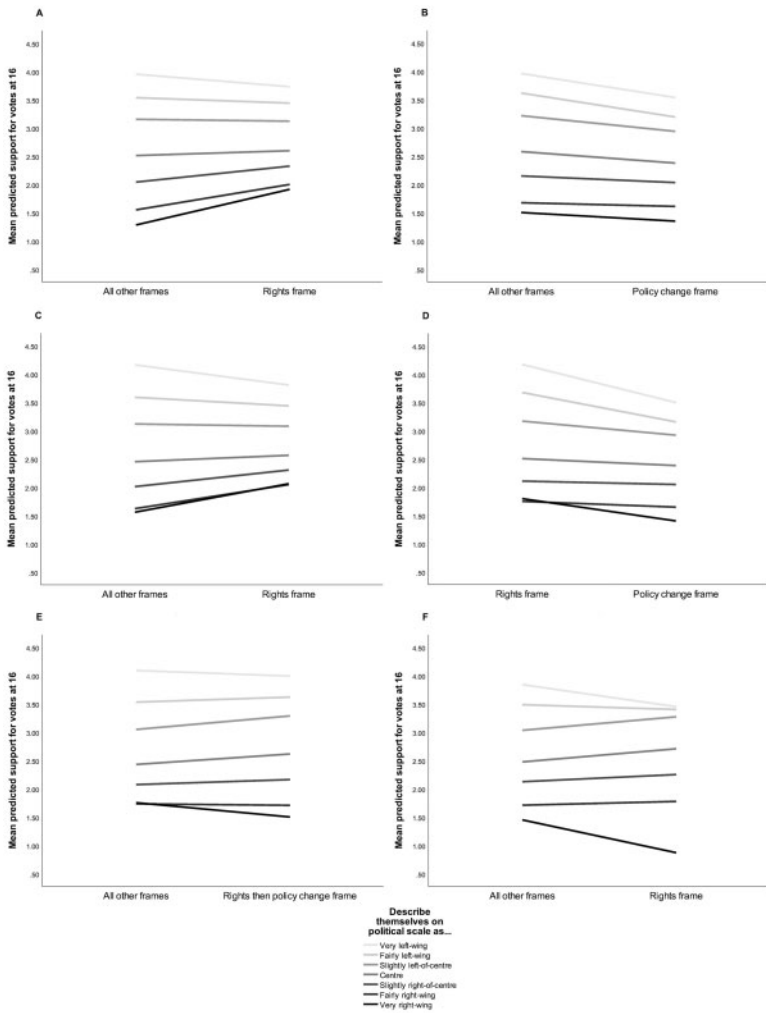 A
Mean predicted support for votes at 16
4.50
4.00
3.50
3.00
2.50
2.00
1.50
1.00
.50
All other frames
Rights frame
B
Mean predicted support for votes at 16
4.50
4.00
3.50
3.00
2.50
2.00
1.50
1.00
.50
All other frames
Policy change frame
C
Mean predicted support for votes at 16
4.50
4.00
3.50
3.00
2.50
2.00
1.50
1.00
.50
All other frames
Rights frame
D
Mean predicted support for votes at 16
4.50
4.00
3.50
3.00
2.50
2.00
1.50
1.00
.50
Rights frame
Policy change frame
E
Mean predicted support for votes at 16
4.50
4.00
3.50
3.00
2.50
2.00
1.50
1.00
.50
All other frames
Rights then policy change frame
F
Mean predicted support for votes at 16
4.50
4.00
3.50
3.00
2.50
2.00
1.50
1.00
.50
All other frames
Rights frame
Describe
themselves on
political scale as...
Very left-wing
Fairly left-wing
Slightly left-of-centre
Centre
Slightly right-of-centre
Fairly right-wing
Very right-wing